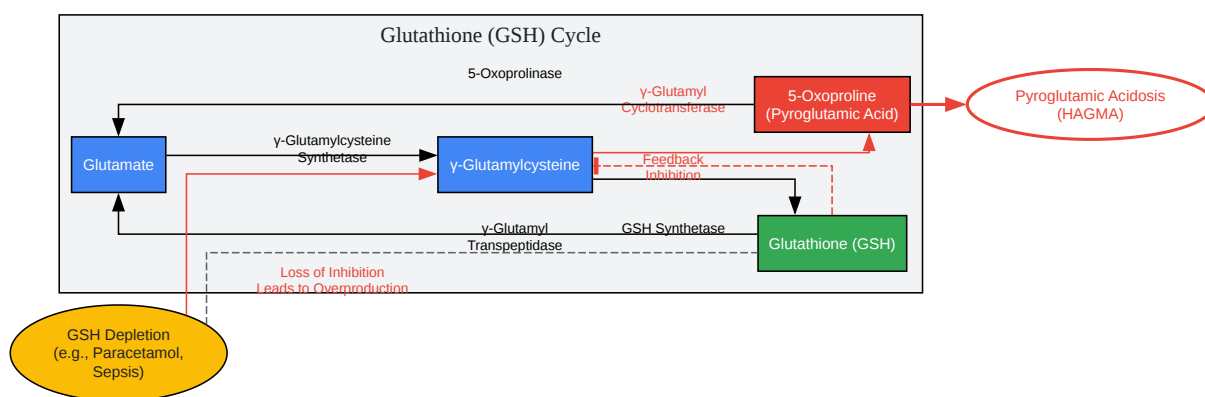 Glutathione (GSH) Cycle
5-Oxoprolinase
γ-Glutamyl
Cyclotransferase
5-Oxoproline
(Pyroglutamic Acid)
Pyroglutamic Acidosis
(HAGMA)
γ-Glutamylcysteine
Synthetase
Glutamate
γ-Glutamylcysteine
Feedback
Inhibition
γ-Glutamyl
Transpeptidase
GSH Synthetase
Glutathione (GSH)
Loss of Inhibition
Leads to Overproduction
GSH Depletion
(e.g., Paracetamol,
Sepsis)